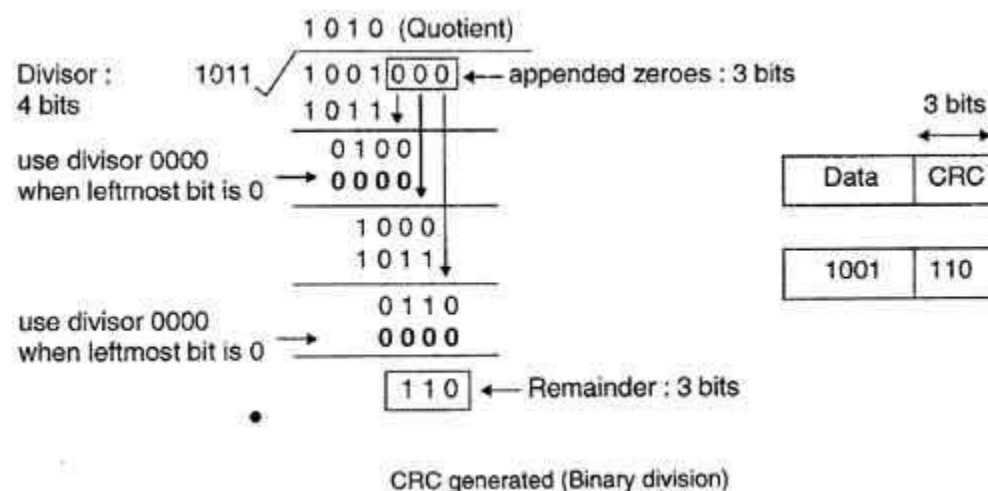 1 0 1 0 (Quotient)
Divisor : 1011 1 0 0 1 0 0 0 appended zeroes : 3 bits
4 bits 1 0 1 1
3 bits
0 1 0 0
use divisor 0000
when leftmost bit is 0 0 0 0 0
Data CRC
1 0 0 0
1 0 1 1
1001 110
0 1 1 0
use divisor 0000
when leftmost bit is 0 0 0 0 0
1 1 0 Remainder : 3 bits
CRC generated (Binary division)